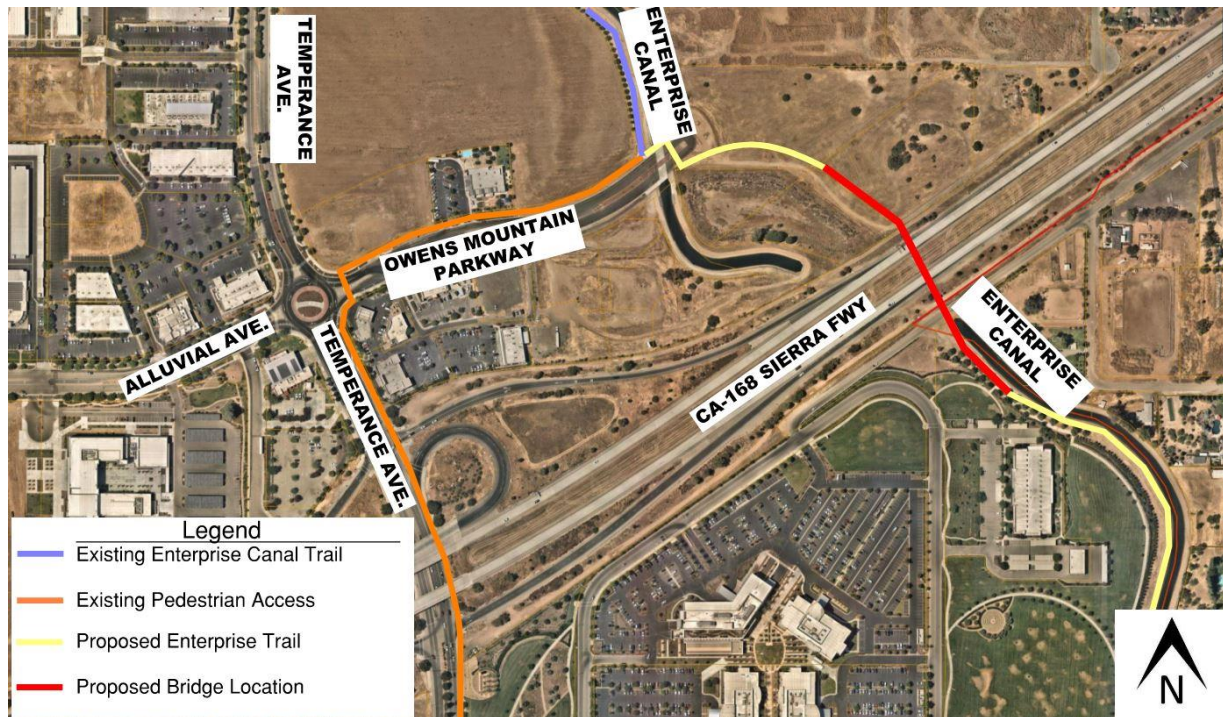 TEMPERANCE
AVE.
ENTERPRISE
CANAL
OWENS MOUNTAIN
PARKWAY
ALLUVIAL AVE.
TEMPERANCE AVE.
CA-168 SIERRA FWY
ENTERPRISE
CANAL
Legend
Existing Enterprise Canal Trail
Existing Pedestrian Access
Proposed Enterprise Trail
Proposed Bridge Location
N